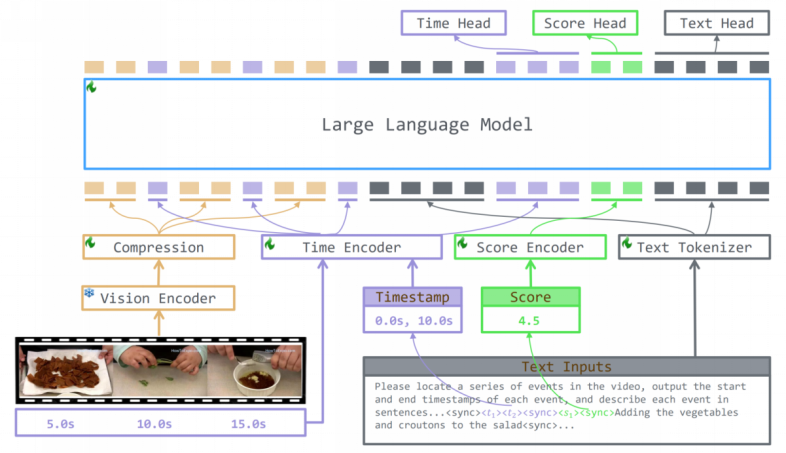 Time Head
Score Head
Text Head
Large Language Model
Compression
Time Encoder
Score Encoder
Text Tokenizer
Vision Encoder
Timestamp
0.0s, 10.0s
Score
4.5
5.0s 10.0s 15.0s
Text Inputs
Please locate a series of events in the video, output the start
and end timestamps of each event, and describe each event in
sentences...<sync><t₁><t₂><sync><s₁><sync>Adding the vegetables
and croutons to the salad<sync>...